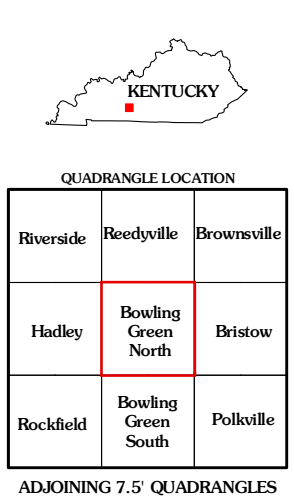 KENTUCKY
QUADRANGLE LOCATION
Riverside
Reedyville
Brownsville
Hadley
Bowling
Green
North
Bristow
Rockfield
Bowling
Green
South
Polkville
ADJOINING 7.5' QUADRANGLES